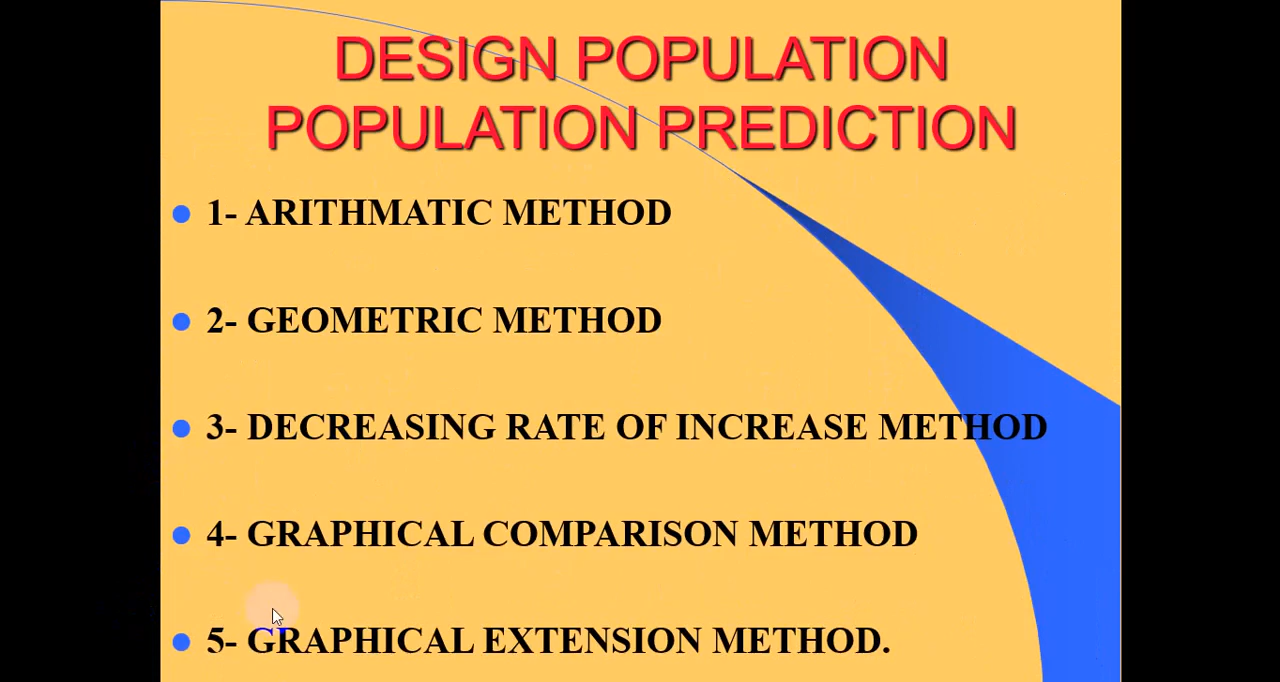 DESIGN POPULATION
POPULATION PREDICTION
1- ARITHMATIC METHOD
2- GEOMETRIC METHOD
3- DECREASING RATE OF INCREASE METHOD
4- GRAPHICAL COMPARISON METHOD
5- GRAPHICAL EXTENSION METHOD.